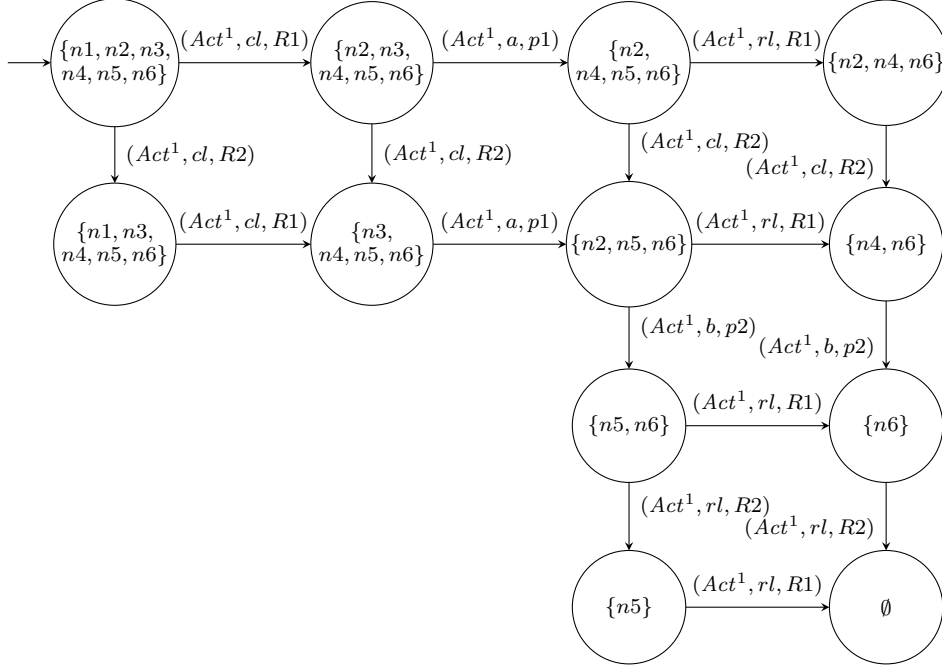 {n1, n2, n3,
n4, n5, n6}
(Act¹, cl, R1)
{n2, n3,
n4, n5, n6}
(Act¹, a, p1)
{n2,
n4, n5, n6}
(Act¹, rl, R1)
{n2, n4, n6}
(Act¹, cl, R2)
(Act¹, cl, R2)
(Act¹, cl, R2)
(Act¹, cl, R2)
{n1, n3,
n4, n5, n6}
(Act¹, cl, R1)
{n3,
n4, n5, n6}
(Act¹, a, p1)
{n2, n5, n6}
(Act¹, rl, R1)
{n4, n6}
(Act¹, b, p2)
(Act¹, b, p2)
{n5, n6}
(Act¹, rl, R1)
{n6}
(Act¹, rl, R2)
(Act¹, rl, R2)
{n5}
(Act¹, rl, R1)
∅